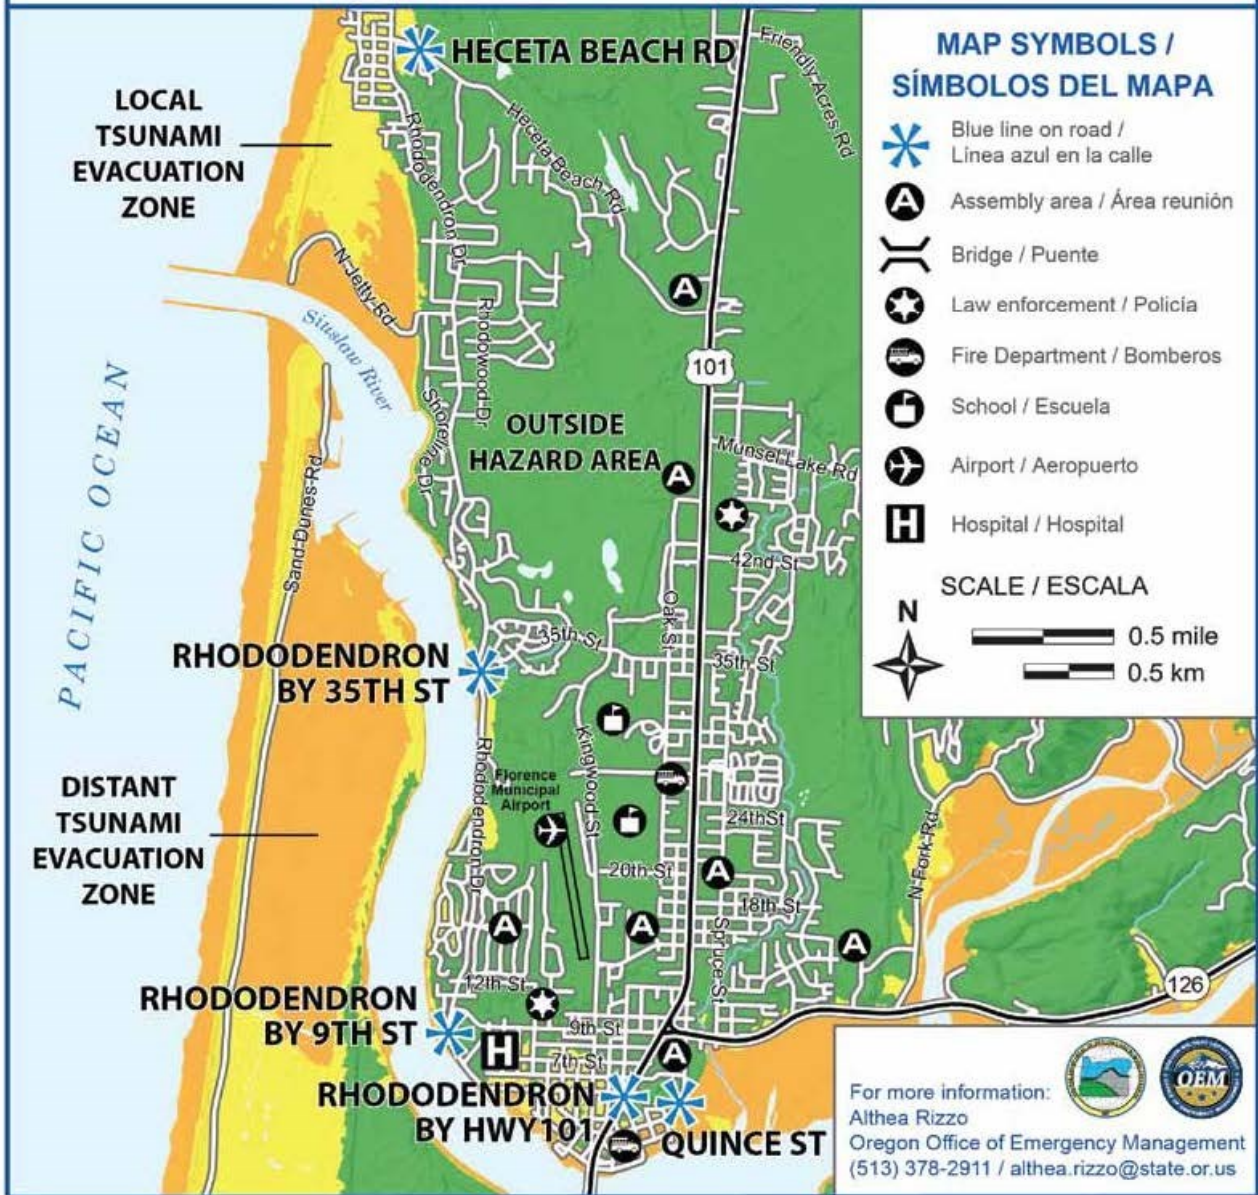 HECETA BEACH RD
Friendly Acres Rd
LOCAL
TSUNAMI
EVACUATION
ZONE
Heceta Beach Rd
Rhododendron Dr
N Jetty Rd
Siuslaw River
Rhodowood Dr
101
PACIFIC OCEAN
Shoreline Dr
OUTSIDE
HAZARD AREA
A
A
Munsel Lake Rd
Sand Dunes Rd
42nd St
Oak St
35th St
35th St
RHODODENDRON
BY 35TH ST
Kingwood St
Rhododendron Dr
Florence
Municipal
Airport
DISTANT
TSUNAMI
EVACUATION
ZONE
24th St
N Fork Rd
20th St
A
18th St
A
A
A
Spruce St
12th St
126
RHODODENDRON
BY 9TH ST
9th St
H
7th St
A
RHODODENDRON
BY HWY101
QUINCE ST
MAP SYMBOLS /
SÍMBOLOS DEL MAPA
Blue line on road /
Línea azul en la calle
A
Assembly area / Área reunión
Bridge / Puente
Law enforcement / Policía
Fire Department / Bomberos
School / Escuela
Airport / Aeropuerto
H
Hospital / Hospital
SCALE / ESCALA
N
0.5 mile
0.5 km
OEM
For more information:
Althea Rizzo
Oregon Office of Emergency Management
(513) 378-2911 / althea.rizzo@state.or.us